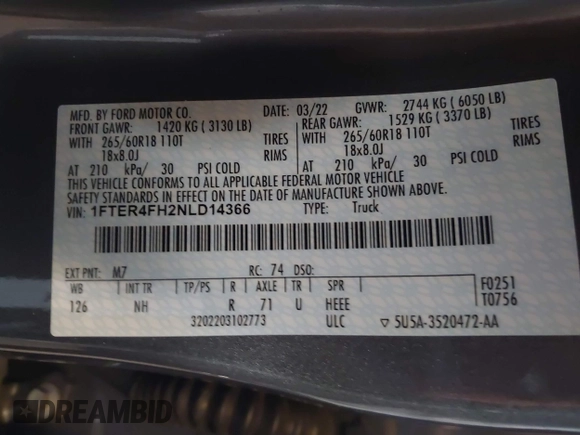 MFD. BY FORD MOTOR CO. 03/22 GVWR: 2744 KG ( 6050 LB)
FRONT GAWR: 1420 KG ( 3130 LB) REAR GAWR: 1529 KG ( 3370 LB)
WITH 265/60R18 110T TIRES WITH 265/60R18 110T TIRES
18x8.0J RIMS 18x8.0J RIMS
AT 210 kPa/ 30 PSI COLD AT 210 kPa/ 30 PSI COLD
THIS VEHICLE CONFORMS TO ALL APPLICABLE FEDERAL MOTOR VEHICLE
SAFETY STANDARDS IN EFFECT ON THE DATE OF MANUFACTURE SHOWN ABOVE.
VIN: 1FTER4FH2NLD14366 TYPE: Truck
EXT PNT: M7 RC: 74 DSO:
WB INT TR TP/PS R AXLE TR SPR F0251
126 NH R 71 U HEEE T0756
3202203102773 ULC ▽ 5U5A-3520472-AA
DREAMBID